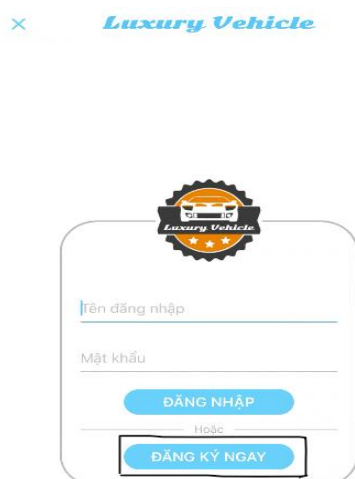 Luxury Vehicle
Luxury Vehicle
Tên đăng nhập
Mật khẩu
ĐĂNG NHẬP
Hoặc
ĐĂNG KÝ NGAY